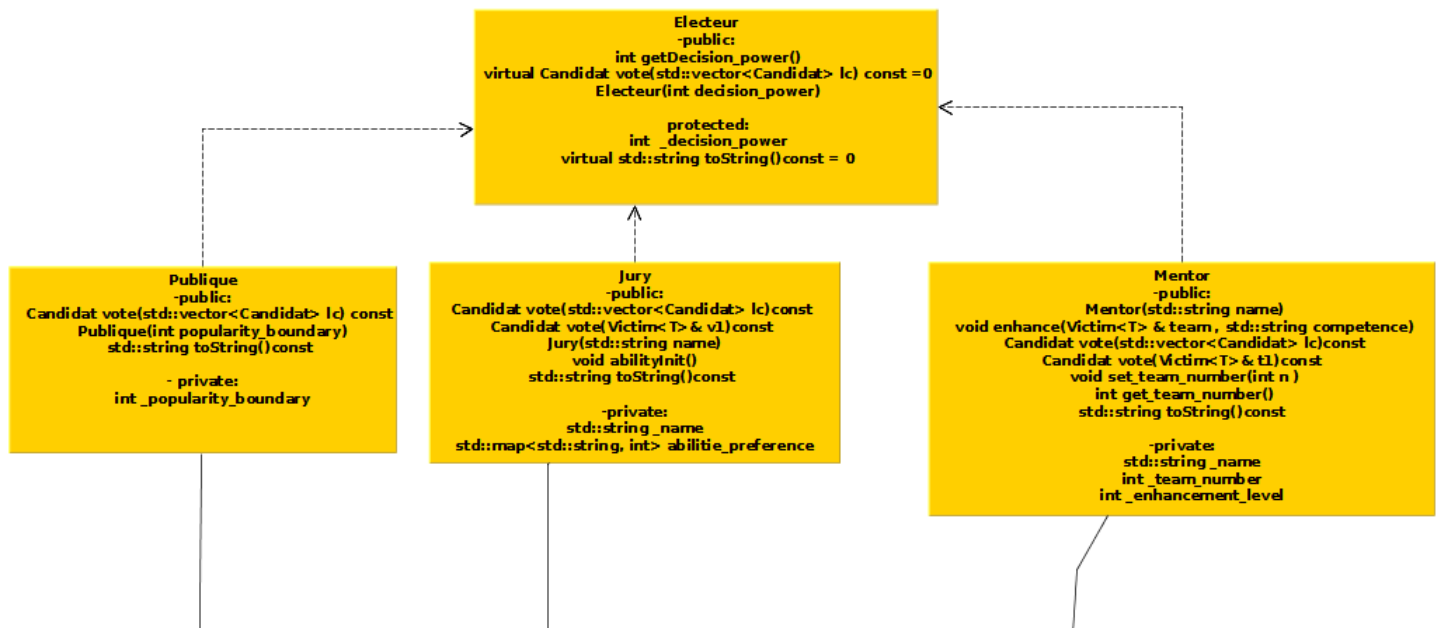 Electeur
-public:
int getDecision_power()
virtual Candidat vote(std::vector<Candidat> lc) const =0
Electeur(int decision_power)
protected:
int _decision_power
virtual std::string toString()const = 0
Publique
-public:
Candidat vote(std::vector<Candidat> lc) const
Publique(int popularity_boundary)
std::string toString()const
- private:
int _popularity_boundary
Jury
-public:
Candidat vote(std::vector<Candidat> lc)const
Candidat vote(Victim<T> & v1)const
Jury(std::string name)
void abilityInit()
std::string toString()const
-private:
std::string _name
std::map<std::string, int> abilitie_preference
Mentor
-public:
Mentor(std::string name)
void enhance(Victim<T> & team , std::string competence)
Candidat vote(std::vector<Candidat> lc)const
Candidat vote(Victim<T> & t1)const
void set_team_number(int n )
int get_team_number()
std::string toString()const
-private:
std::string _name
int _team_number
int _enhancement_level